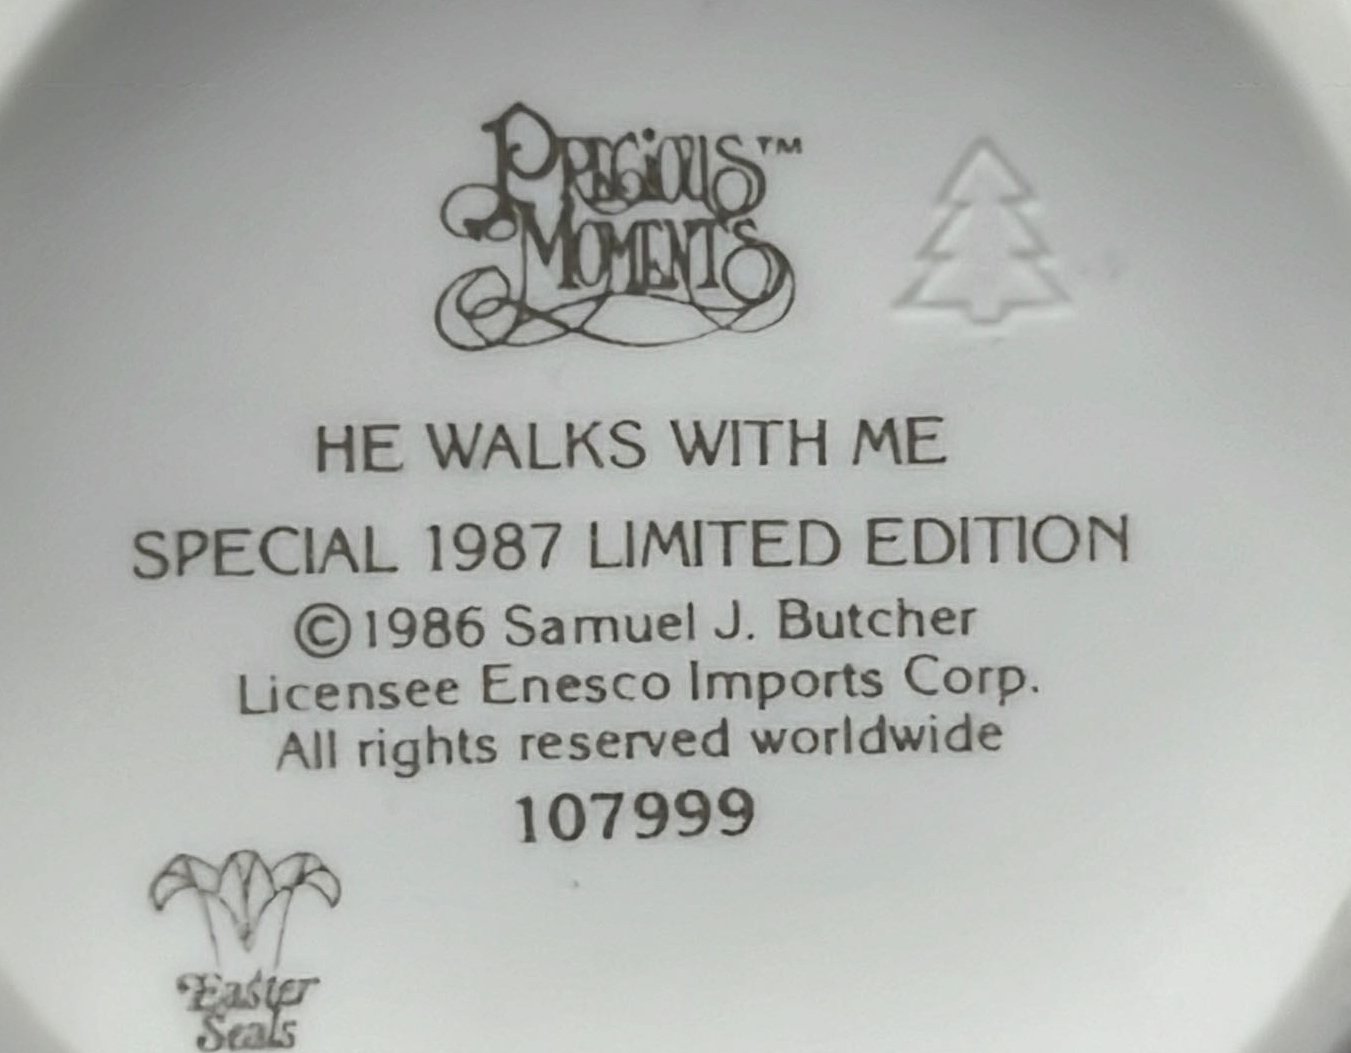 PRECIOUS™
MOMENTS
HE WALKS WITH ME
SPECIAL 1987 LIMITED EDITION
©1986 Samuel J. Butcher
Licensee Enesco Imports Corp.
All rights reserved worldwide
107999
Easter
Seals